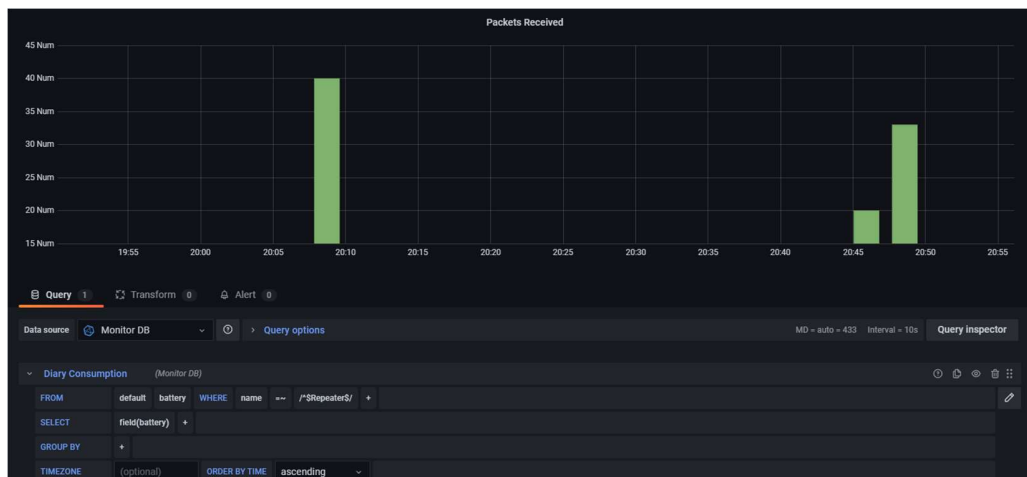 Packets Received
45 Num
40 Num
35 Num
30 Num
25 Num
20 Num
15 Num
19:55 20:00 20:05 20:10 20:15 20:20 20:25 20:30 20:35 20:40 20:45 20:50 20:55
Query 1 Transform 0 Alert 0
Data source Monitor DB Query options MD = auto = 433 Interval = 10s Query inspector
Diary Consumption (Monitor DB)
FROM default battery WHERE name =~ /^$Repeater$/ +
SELECT field(battery) +
GROUP BY +
TIMEZONE (optional) ORDER BY TIME ascending